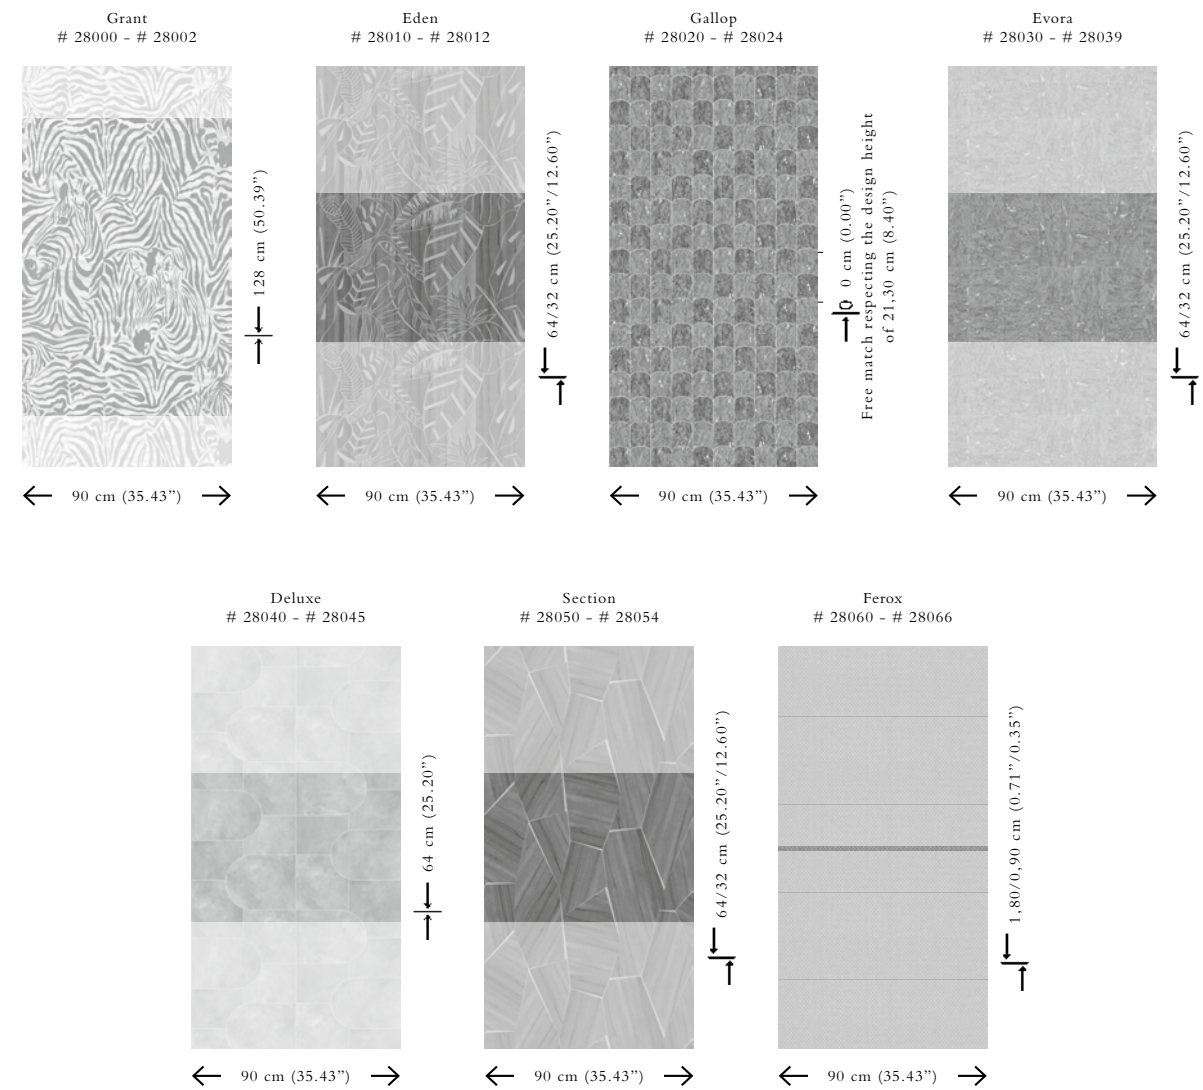 Grant
# 28000 - # 28002
128 cm (50.39”)
90 cm (35.43”)
Eden
# 28010 - # 28012
64/32 cm (25.20”/12.60”)
90 cm (35.43”)
Gallop
# 28020 - # 28024
0 cm (0.00”)
Free match respecting the design height
of 21,30 cm (8.40”)
90 cm (35.43”)
Evora
# 28030 - # 28039
64/32 cm (25.20”/12.60”)
90 cm (35.43”)
Deluxe
# 28040 - # 28045
64 cm (25.20”)
90 cm (35.43”)
Section
# 28050 - # 28054
64/32 cm (25.20”/12.60”)
90 cm (35.43”)
Ferox
# 28060 - # 28066
1,80/0,90 cm (0.71”/0.35”)
90 cm (35.43”)